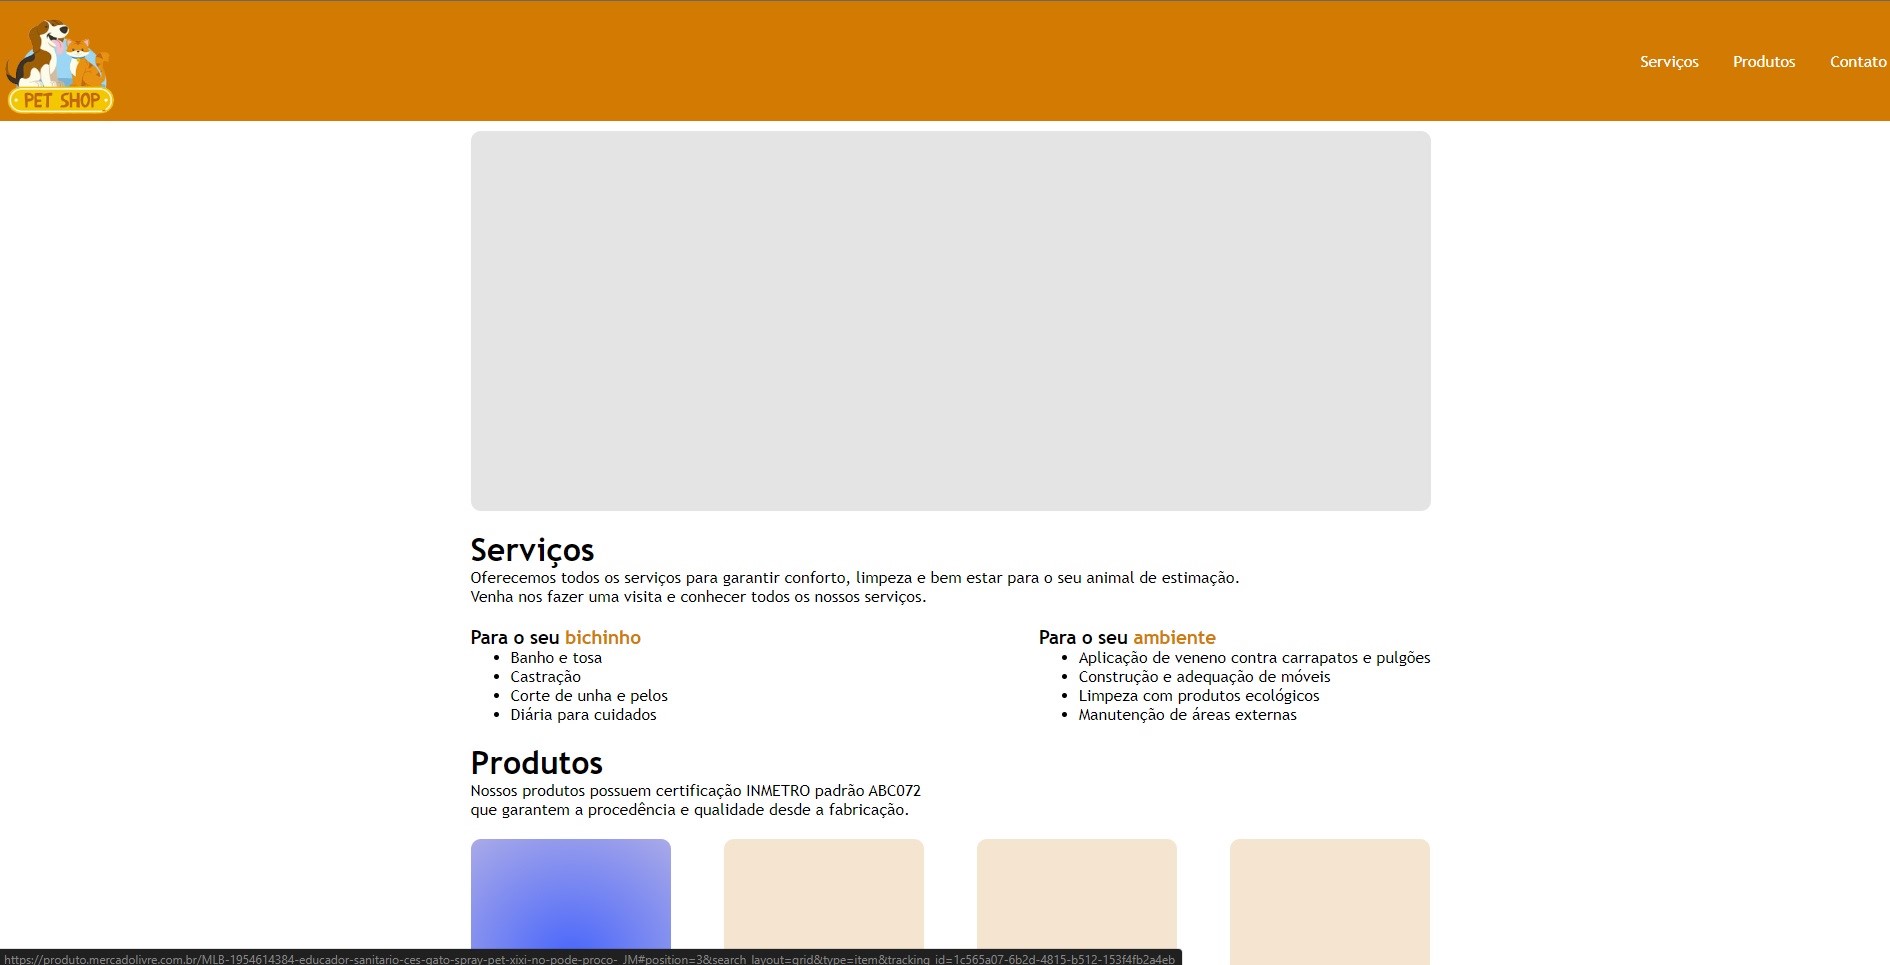 PET SHOP
Serviços Produtos Contato
Serviços
Oferecemos todos os serviços para garantir conforto, limpeza e bem estar para o seu animal de estimação.
Venha nos fazer uma visita e conhecer todos os nossos serviços.
Para o seu bichinho
• Banho e tosa
• Castração
• Corte de unha e pelos
• Diária para cuidados
Para o seu ambiente
• Aplicação de veneno contra carrapatos e pulgões
• Construção e adequação de móveis
• Limpeza com produtos ecológicos
• Manutenção de áreas externas
Produtos
Nossos produtos possuem certificação INMETRO padrão ABC072
que garantem a procedência e qualidade desde a fabricação.
https://produto.mercadolivre.com.br/MLB-1954614384-educador-sanitario-ces-gato-spray-pet-xixi-no-pode-proco-_JM#position=3&search_layout=grid&type=item&tracking_id=1c565a07-6b2d-4815-b512-153f4fb2a4eb